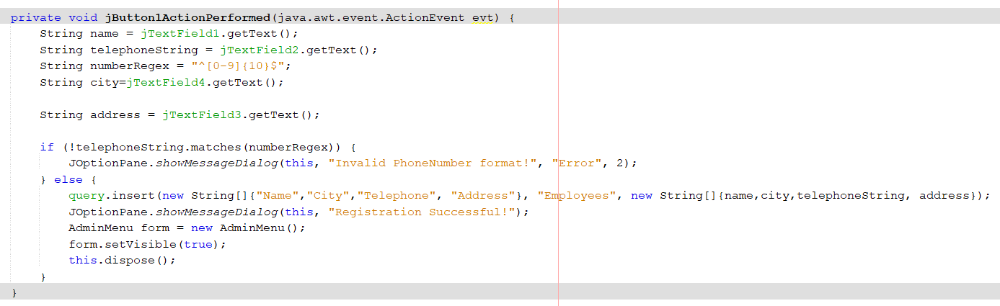 private void jButton1ActionPerformed(java.awt.event.ActionEvent evt) {
    String name = jTextField1.getText();
    String telephoneString = jTextField2.getText();
    String numberRegex = "^[0-9]{10}$";
    String city=jTextField4.getText();

    String address = jTextField3.getText();

    if (!telephoneString.matches(numberRegex)) {
        JOptionPane.showMessageDialog(this, "Invalid PhoneNumber format!", "Error", 2);
    } else {
        query.insert(new String[]{"Name","City","Telephone", "Address"}, "Employees", new String[]{name,city,telephoneString, address});
        JOptionPane.showMessageDialog(this, "Registration Successful!");
        AdminMenu form = new AdminMenu();
        form.setVisible(true);
        this.dispose();
    }
}